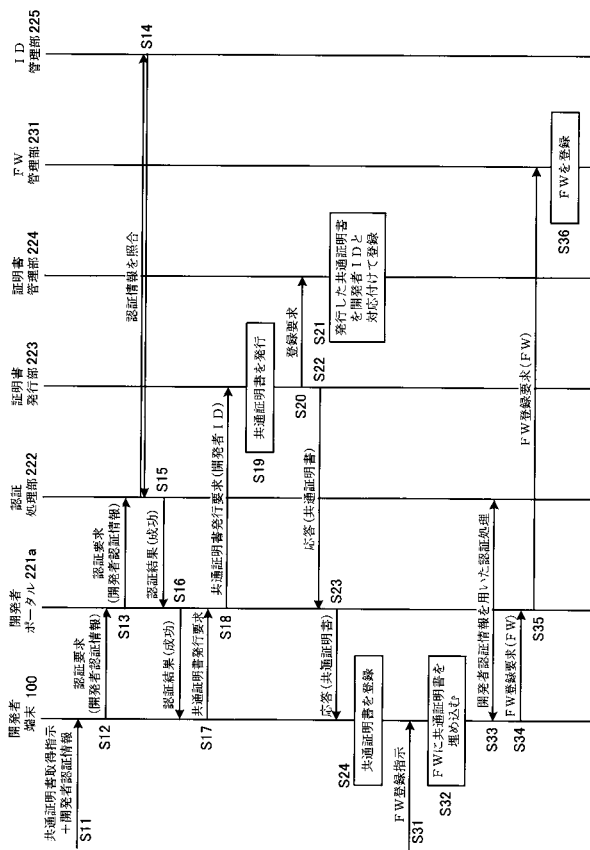 開発者
端末 100
開発者
ポータル 221a
認証
処理部 222
証明書
発行部 223
証明書
管理部 224
FW
管理部 231
ID
管理部 225
共通証明書取得指示
＋開発者認証情報
S11
認証要求
(開発者認証情報)
S12
認証要求
(開発者認証情報)
S13
認証情報を照合
S14
認証結果(成功)
S15
認証結果(成功)
S16
共通証明書発行要求
S17
共通証明書発行要求(開発者ID)
S18
共通証明書を発行
S19
登録要求
S20
発行した共通証明書
を開発者IDと
対応付けて登録
S21
応答(共通証明書)
S22
応答(共通証明書)
S23
共通証明書を登録
S24
FW登録指示
S31
FWに共通証明書を
埋め込む
S32
開発者認証情報を用いた認証処理
S33
FW登録要求(FW)
S34
FW登録要求(FW)
S35
FWを登録
S36